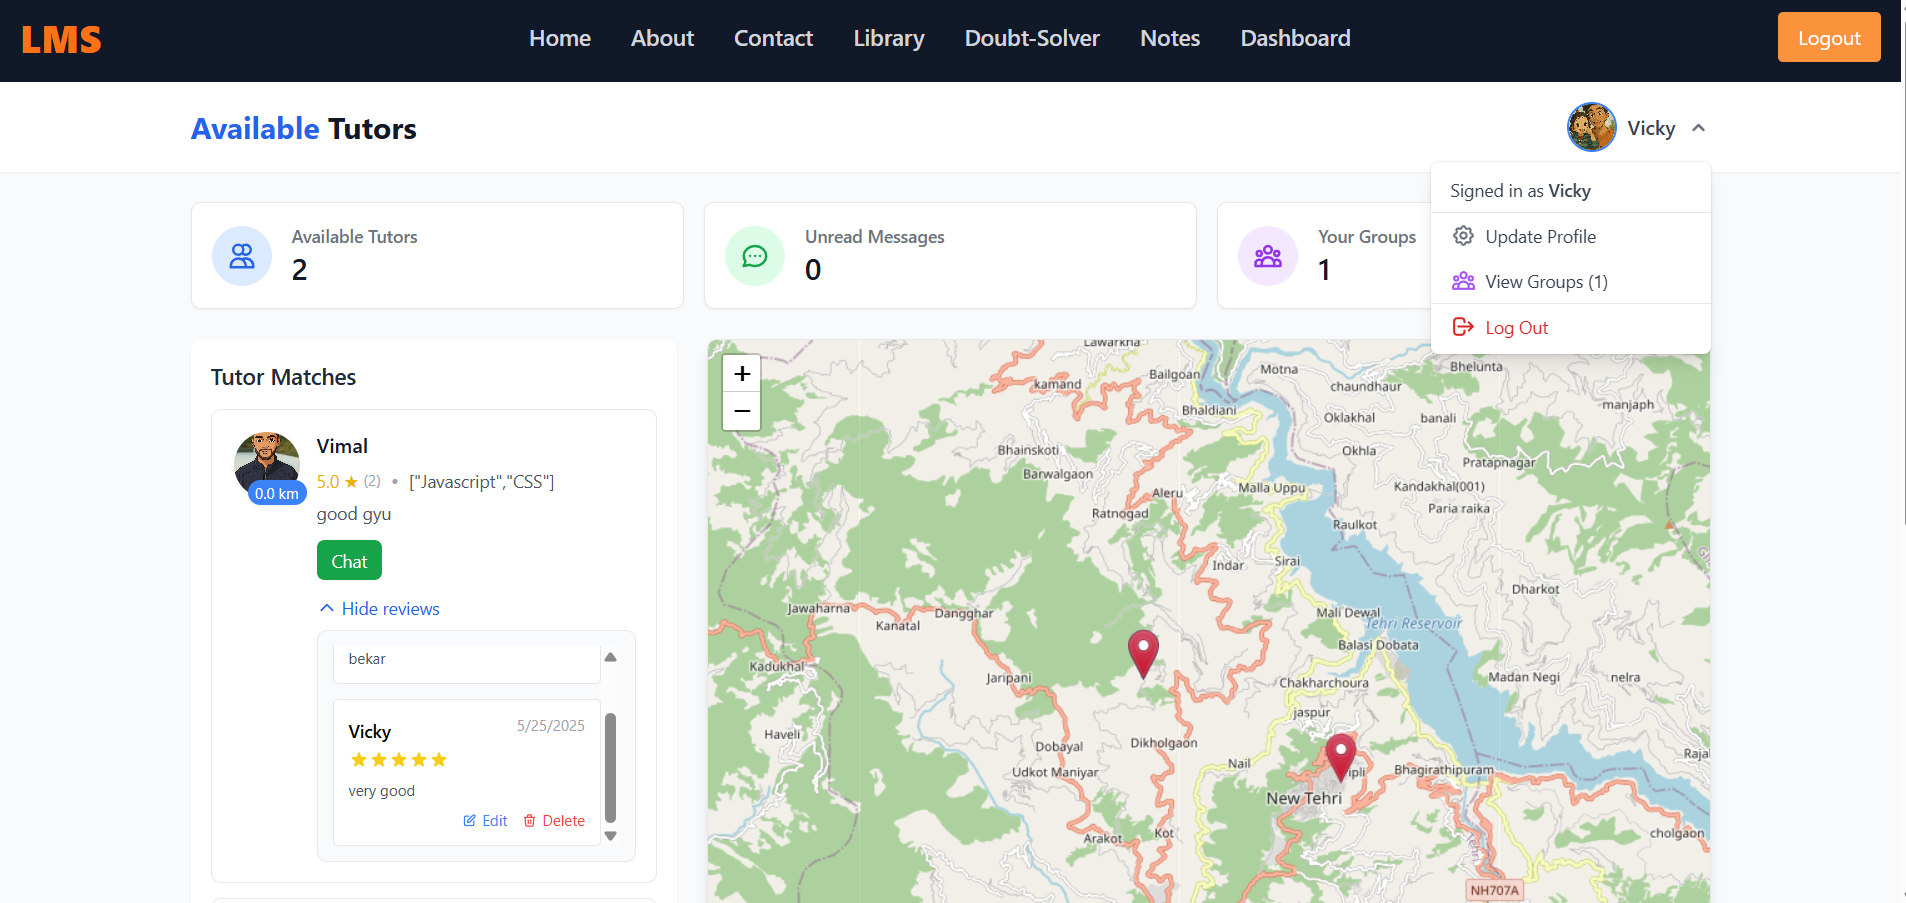 LMS
Home About Contact Library Doubt-Solver Notes Dashboard
Logout
Available Tutors
Vicky
Signed in as Vicky
Update Profile
View Groups (1)
Log Out
Available Tutors
2
Unread Messages
0
Your Groups
1
Tutor Matches
Vimal
5.0 ★ (2) • ["Javascript","CSS"]
0.0 km
good gyu
Chat
Hide reviews
bekar
Vicky
5/25/2025
very good
Edit
Delete
+
−
Lawarkha
Bailgoan
Motna
Bhelunta
kamand
chaundhaur
Bhaldiani
manjaph
Oklakhal
banali
Bhainskoti
Okhla
Barwalgaon
Pratapnagar
Aleru
Malla Uppu
Kandakhal(001)
Ratnogad
Paria raika
Raulkot
Indar
Sirai
Dharkot
Jawaharna
Dangghar
Mali Dewal
Kanatal
Tehri Reservoir
Balasi Dobata
Kadukhal
Jaripani
Madan Negi
nelra
Chakharchoura
jaspur
Haveli
Dobayal
Dikholgaon
Nail
ipli
Bhagirathipuram
Udkot Maniyar
New Tehri
Arakot
Kot
cholgaon
Tehri
NH707A